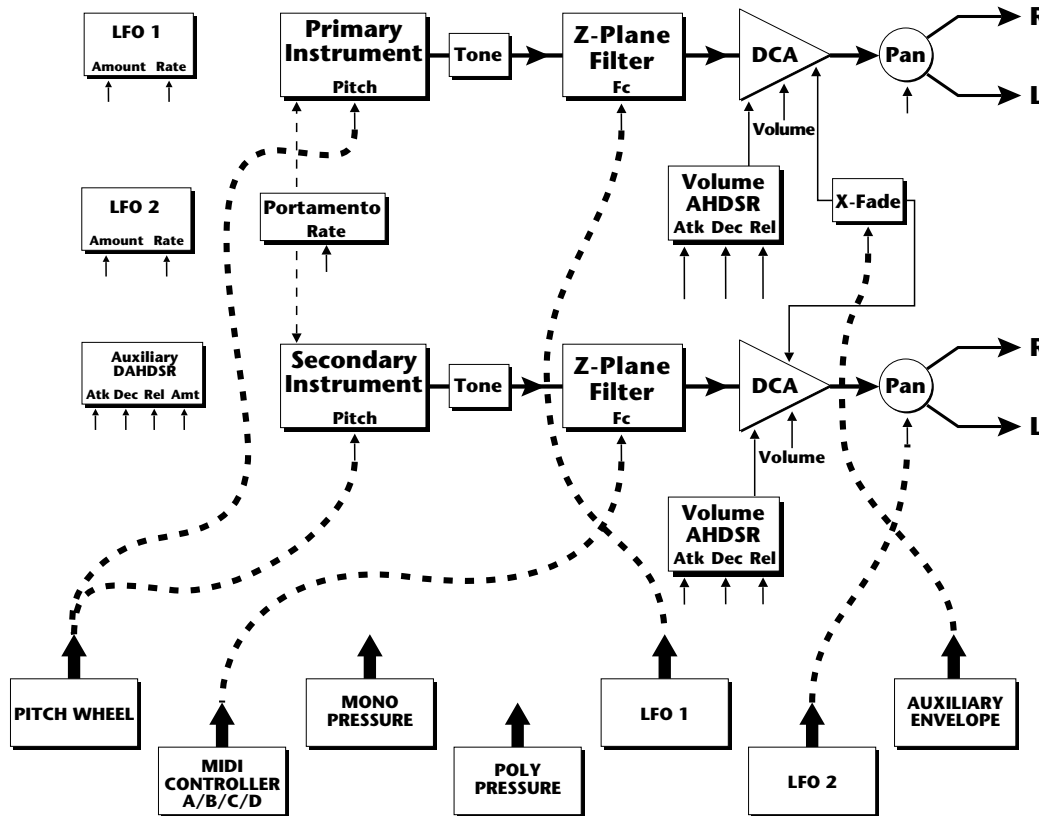 LFO 1
Amount Rate
Primary
Instrument
Pitch
Tone
Z-Plane
Filter
Fc
DCA
Volume
Pan
R
L
LFO 2
Amount Rate
Portamento
Rate
Volume
AHDSR
Atk Dec Rel
X-Fade
Auxiliary
DAHDSR
Atk Dec Rel Amt
Secondary
Instrument
Pitch
Tone
Z-Plane
Filter
Fc
DCA
Volume
Pan
R
L
Volume
AHDSR
Atk Dec Rel
PITCH WHEEL
MIDI
CONTROLLER
A/B/C/D
MONO
PRESSURE
POLY
PRESSURE
LFO 1
LFO 2
AUXILIARY
ENVELOPE